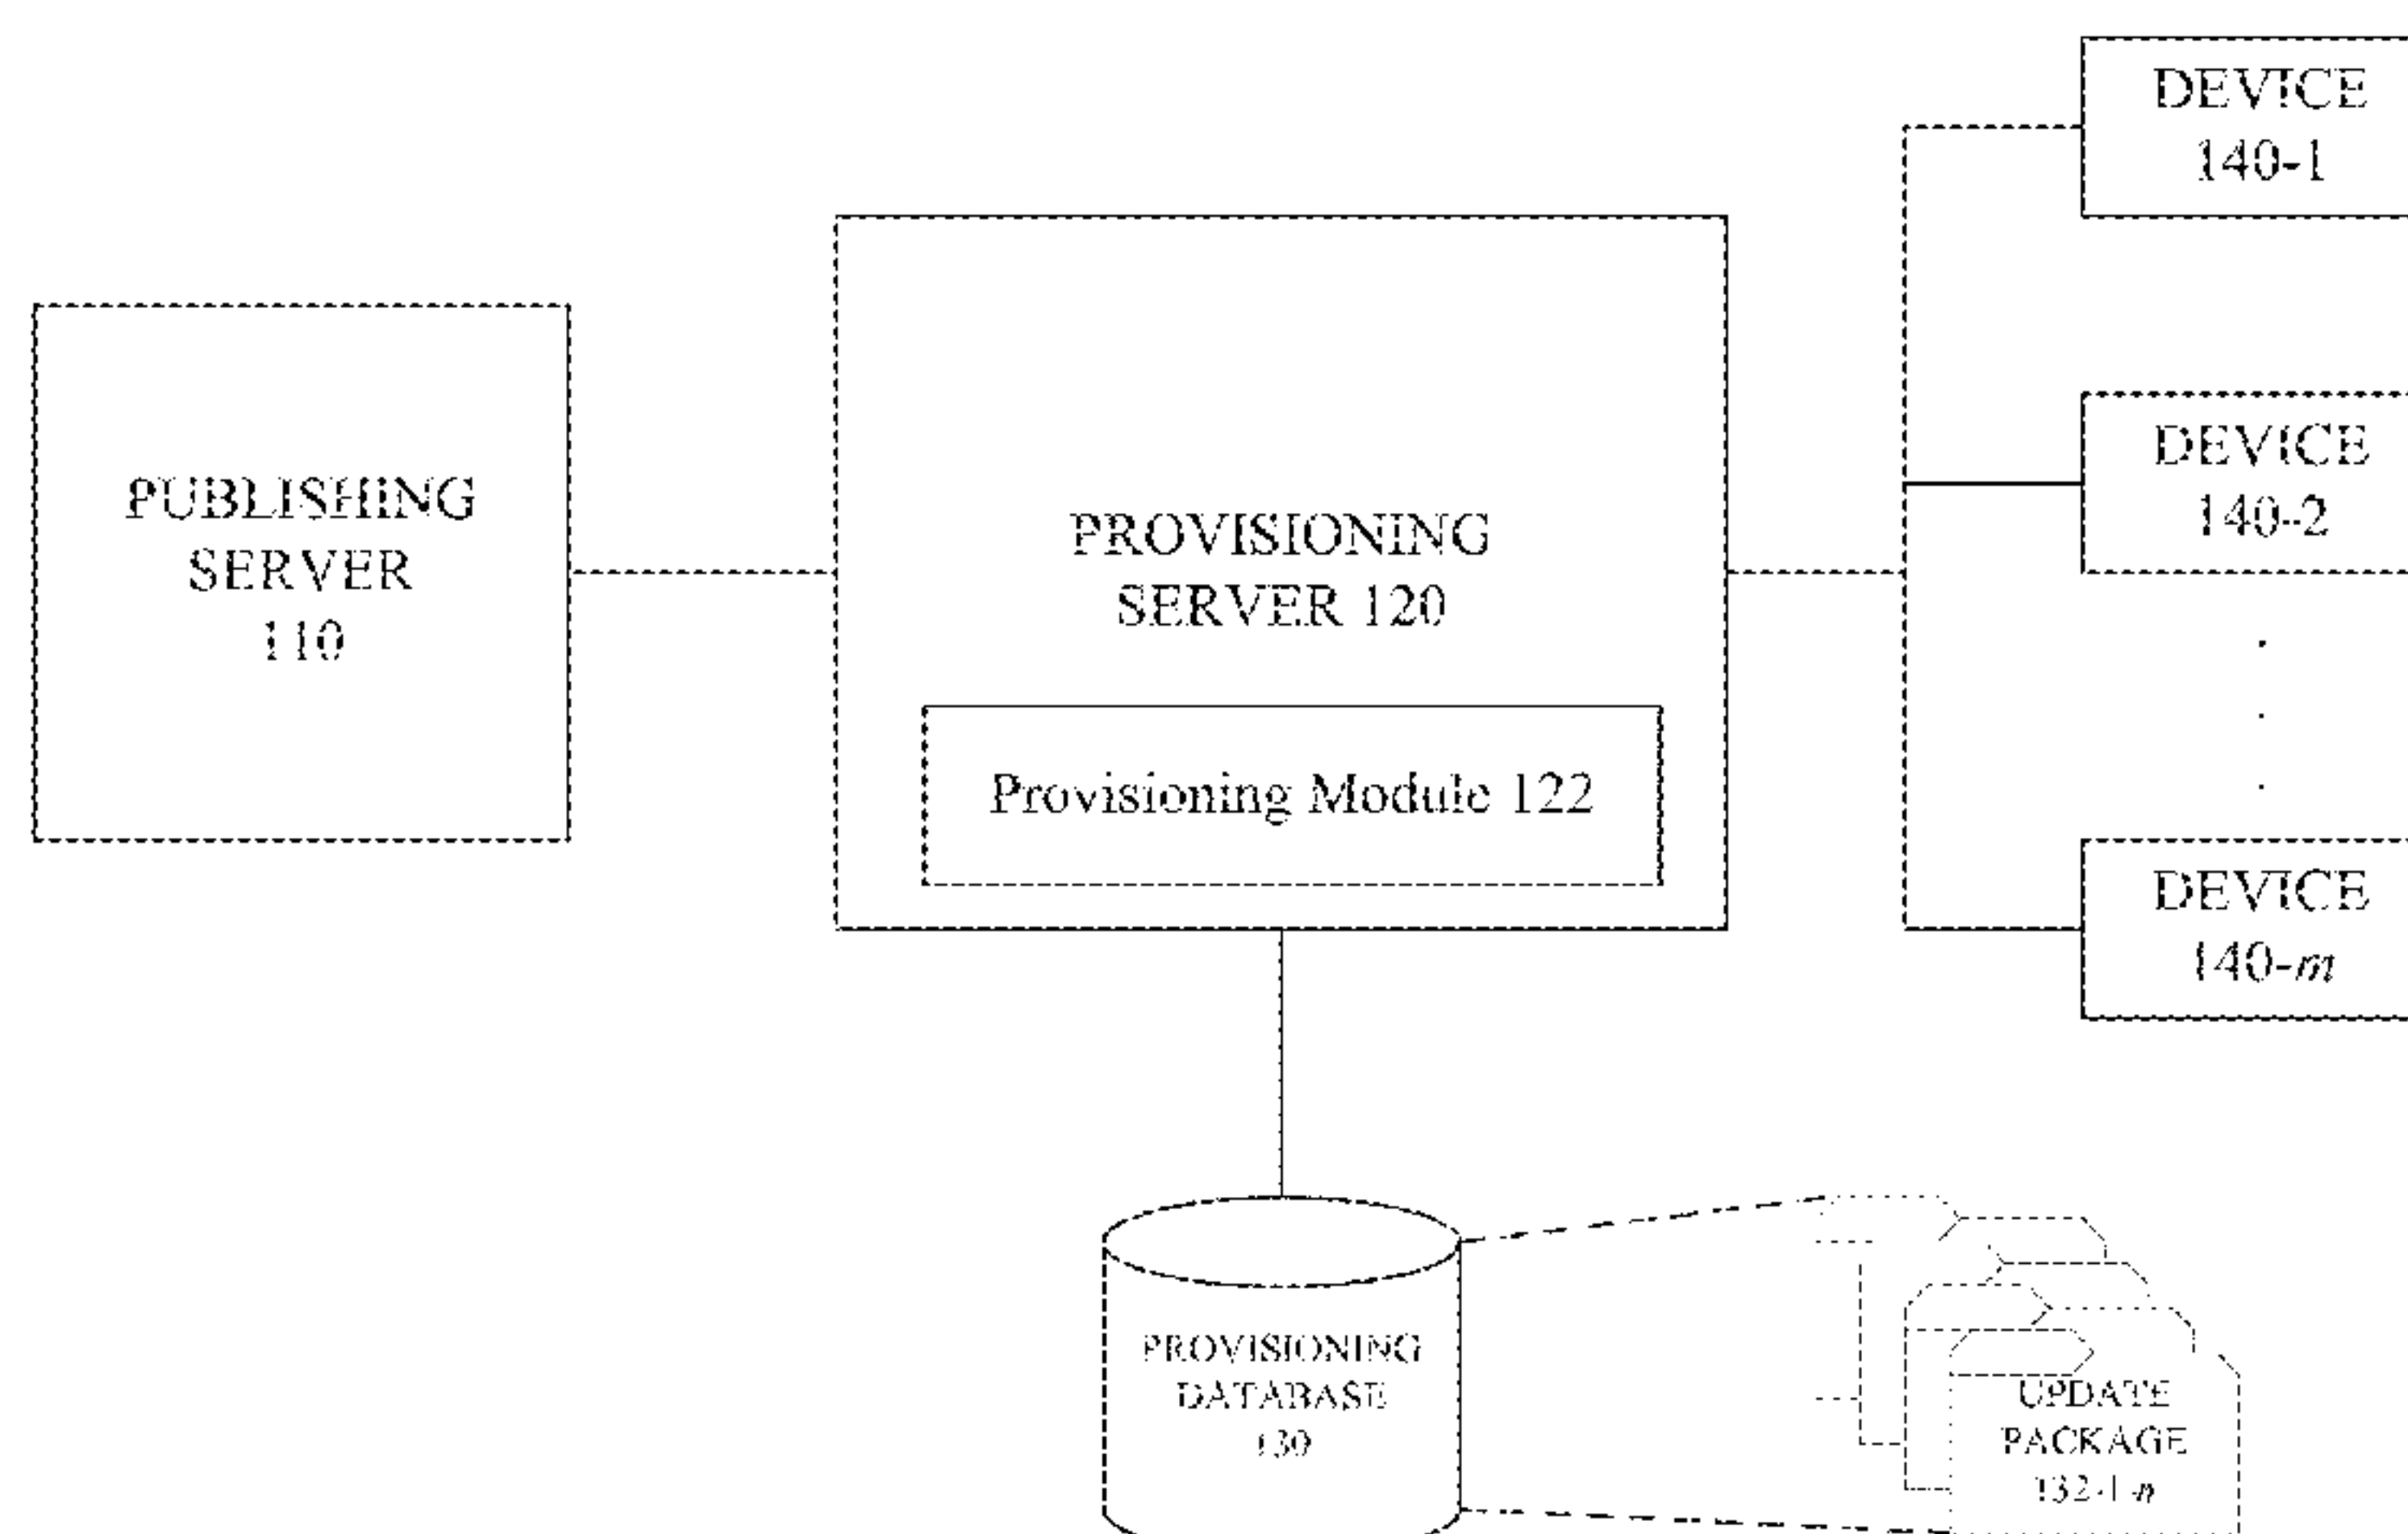 DEVICE
140-1
DEVICE
140-2
.
.
.
DEVICE
140-m
PUBLISHING
SERVER
110
PROVISIONING
SERVER 120
Provisioning Module 122
PROVISIONING
DATABASE
130
UPDATE
PACKAGE
132-1-n